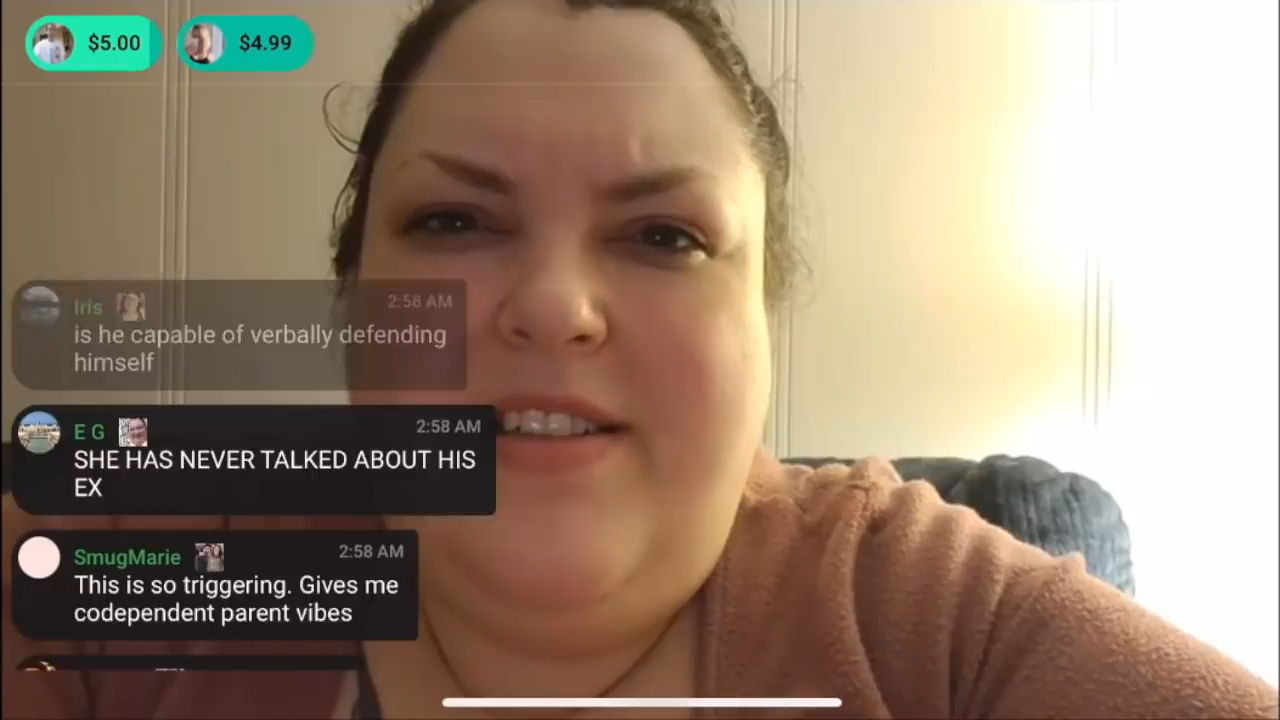 $5.00 $4.99
Iris 2:58 AM
is he capable of verbally defending
himself
E G 2:58 AM
SHE HAS NEVER TALKED ABOUT HIS
EX
SmugMarie 2:58 AM
This is so triggering. Gives me
codependent parent vibes